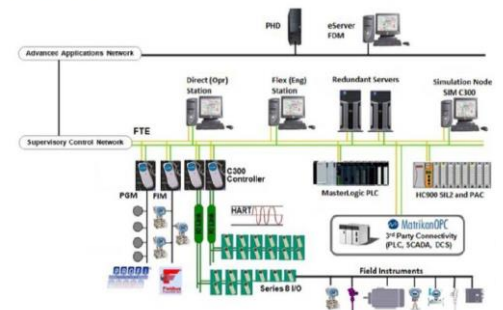 PHD
eServer
FDM
Advanced Applications Network
Direct (Opr)
Station
Flex (Eng)
Station
Redundant Servers
Simulation Node
SIM C300
FTE
Supervisory Control Network
C300
Controller
PGM
FIM
MasterLogic PLC
HC900 SIL2 and PAC
HART
MatrikonOPC
3rd Party Connectivity
(PLC, SCADA, DCS)
Field Instruments
Series 8 I/O